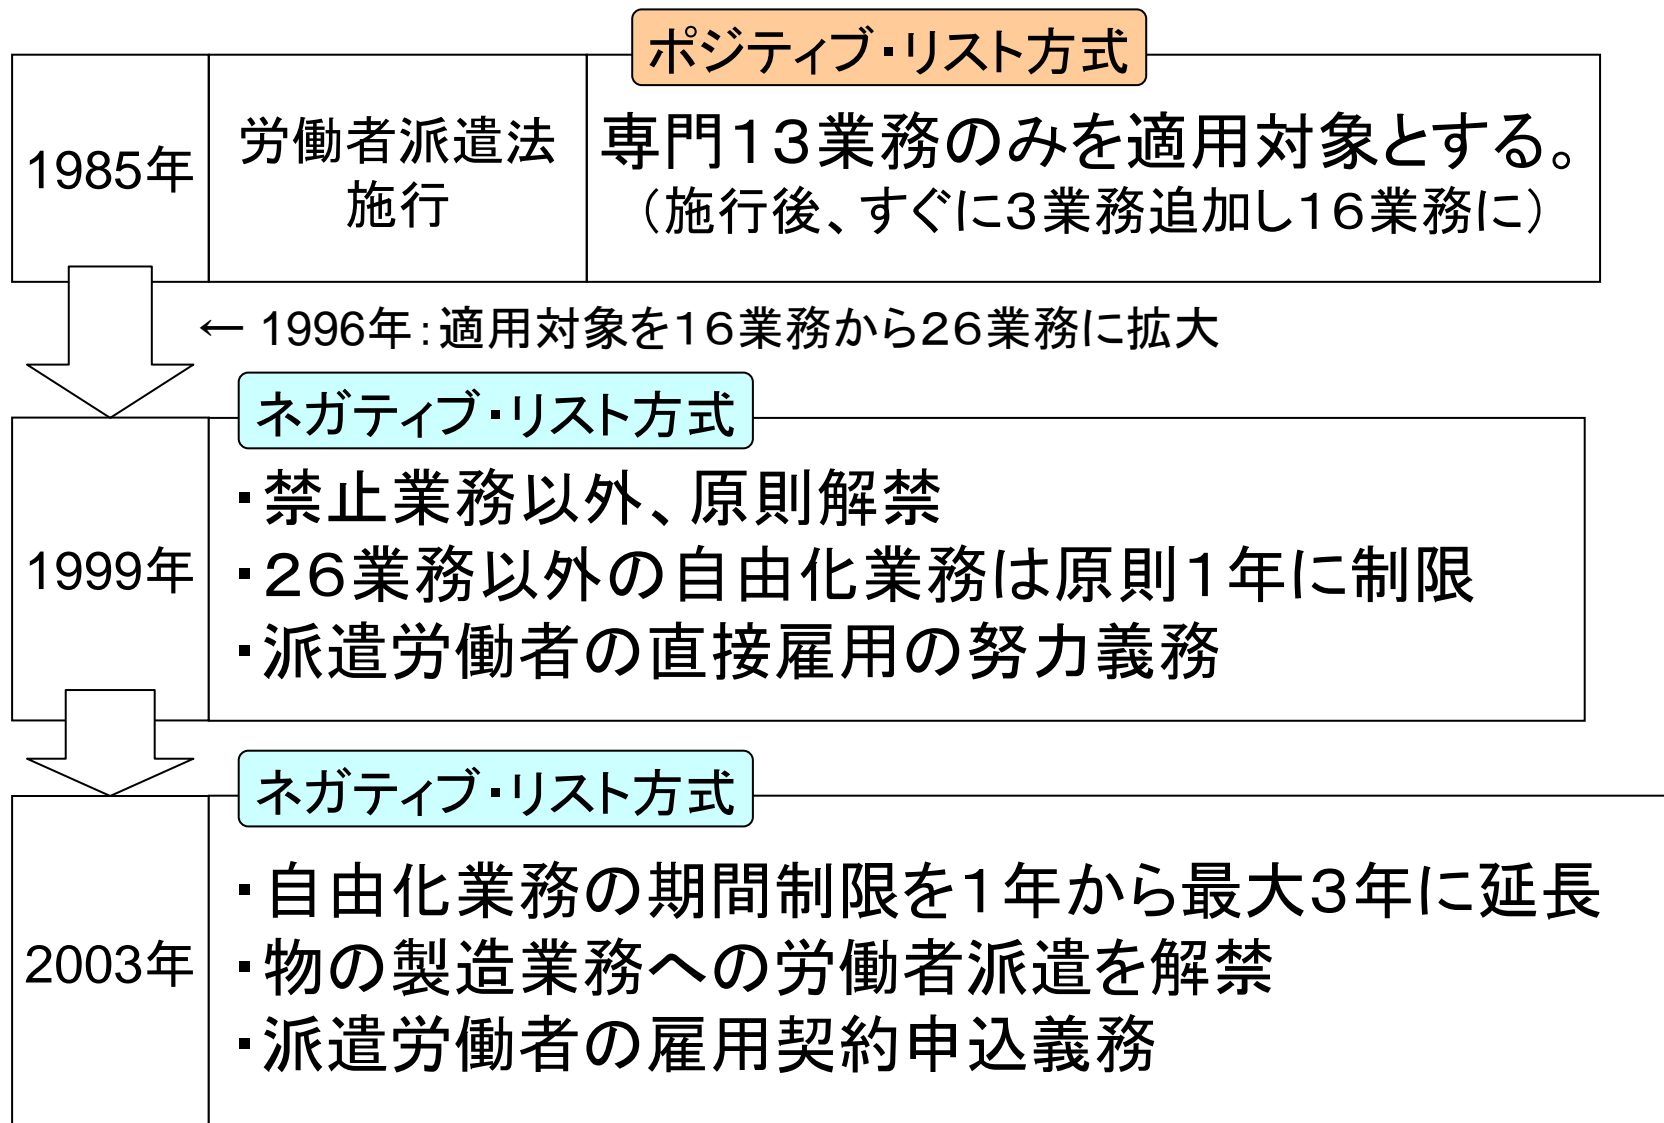 ポジティブ・リスト方式
1985年
労働者派遣法
施行
専門１３業務のみを適用対象とする。
（施行後、すぐに３業務追加し１６業務に）
← 1996年：適用対象を１６業務から２６業務に拡大
ネガティブ・リスト方式
1999年
・禁止業務以外、原則解禁
・２６業務以外の自由化業務は原則１年に制限
・派遣労働者の直接雇用の努力義務
ネガティブ・リスト方式
2003年
・自由化業務の期間制限を１年から最大３年に延長
・物の製造業務への労働者派遣を解禁
・派遣労働者の雇用契約申込義務